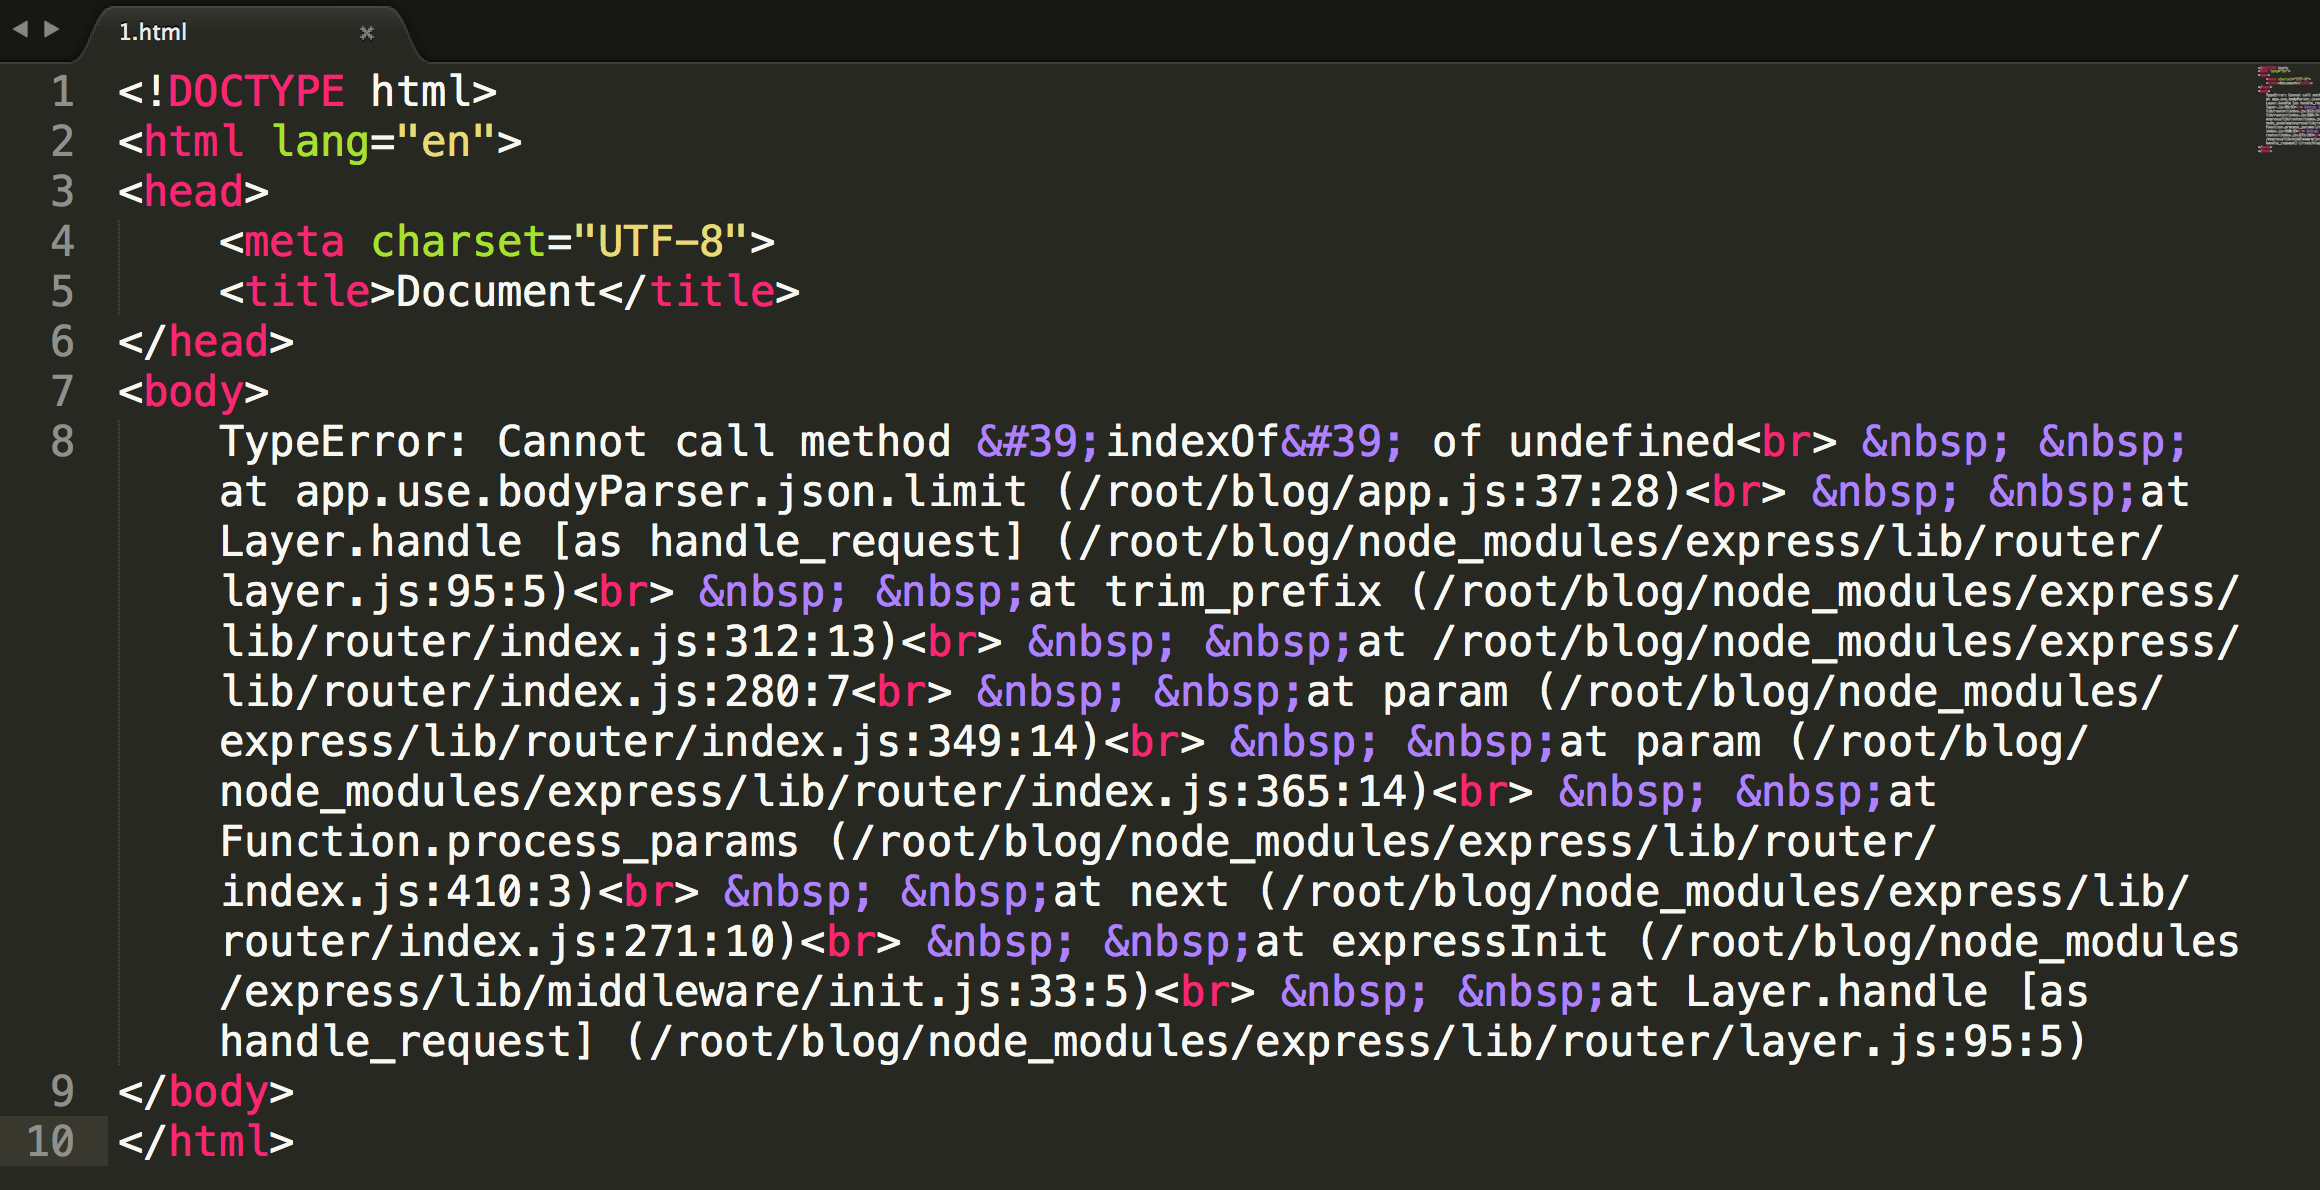 1.html
1 <!DOCTYPE html>
2 <html lang="en">
3 <head>
4 <meta charset="UTF-8">
5 <title>Document</title>
6 </head>
7 <body>
8 TypeError: Cannot call method &#39;indexOf&#39; of undefined<br> &nbsp; &nbsp;
at app.use.bodyParser.json.limit (/root/blog/app.js:37:28)<br> &nbsp; &nbsp;at
Layer.handle [as handle_request] (/root/blog/node_modules/express/lib/router/
layer.js:95:5)<br> &nbsp; &nbsp;at trim_prefix (/root/blog/node_modules/express/
lib/router/index.js:312:13)<br> &nbsp; &nbsp;at /root/blog/node_modules/express/
lib/router/index.js:280:7<br> &nbsp; &nbsp;at param (/root/blog/node_modules/
express/lib/router/index.js:349:14)<br> &nbsp; &nbsp;at param (/root/blog/
node_modules/express/lib/router/index.js:365:14)<br> &nbsp; &nbsp;at
Function.process_params (/root/blog/node_modules/express/lib/router/
index.js:410:3)<br> &nbsp; &nbsp;at next (/root/blog/node_modules/express/lib/
router/index.js:271:10)<br> &nbsp; &nbsp;at expressInit (/root/blog/node_modules
/express/lib/middleware/init.js:33:5)<br> &nbsp; &nbsp;at Layer.handle [as
handle_request] (/root/blog/node_modules/express/lib/router/layer.js:95:5)
9 </body>
10 </html>